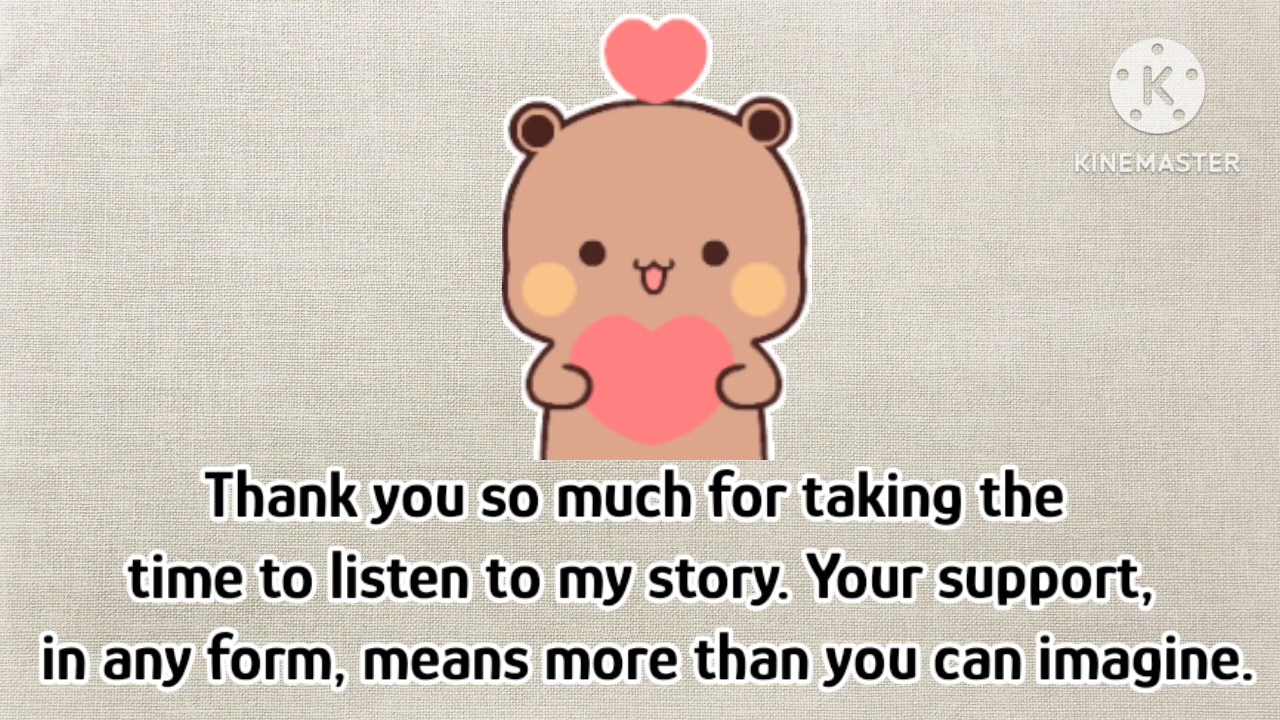 K
KINEMASTER
Thank you so much for taking the
time to listen to my story. Your support,
in any form, means more than you can imagine.